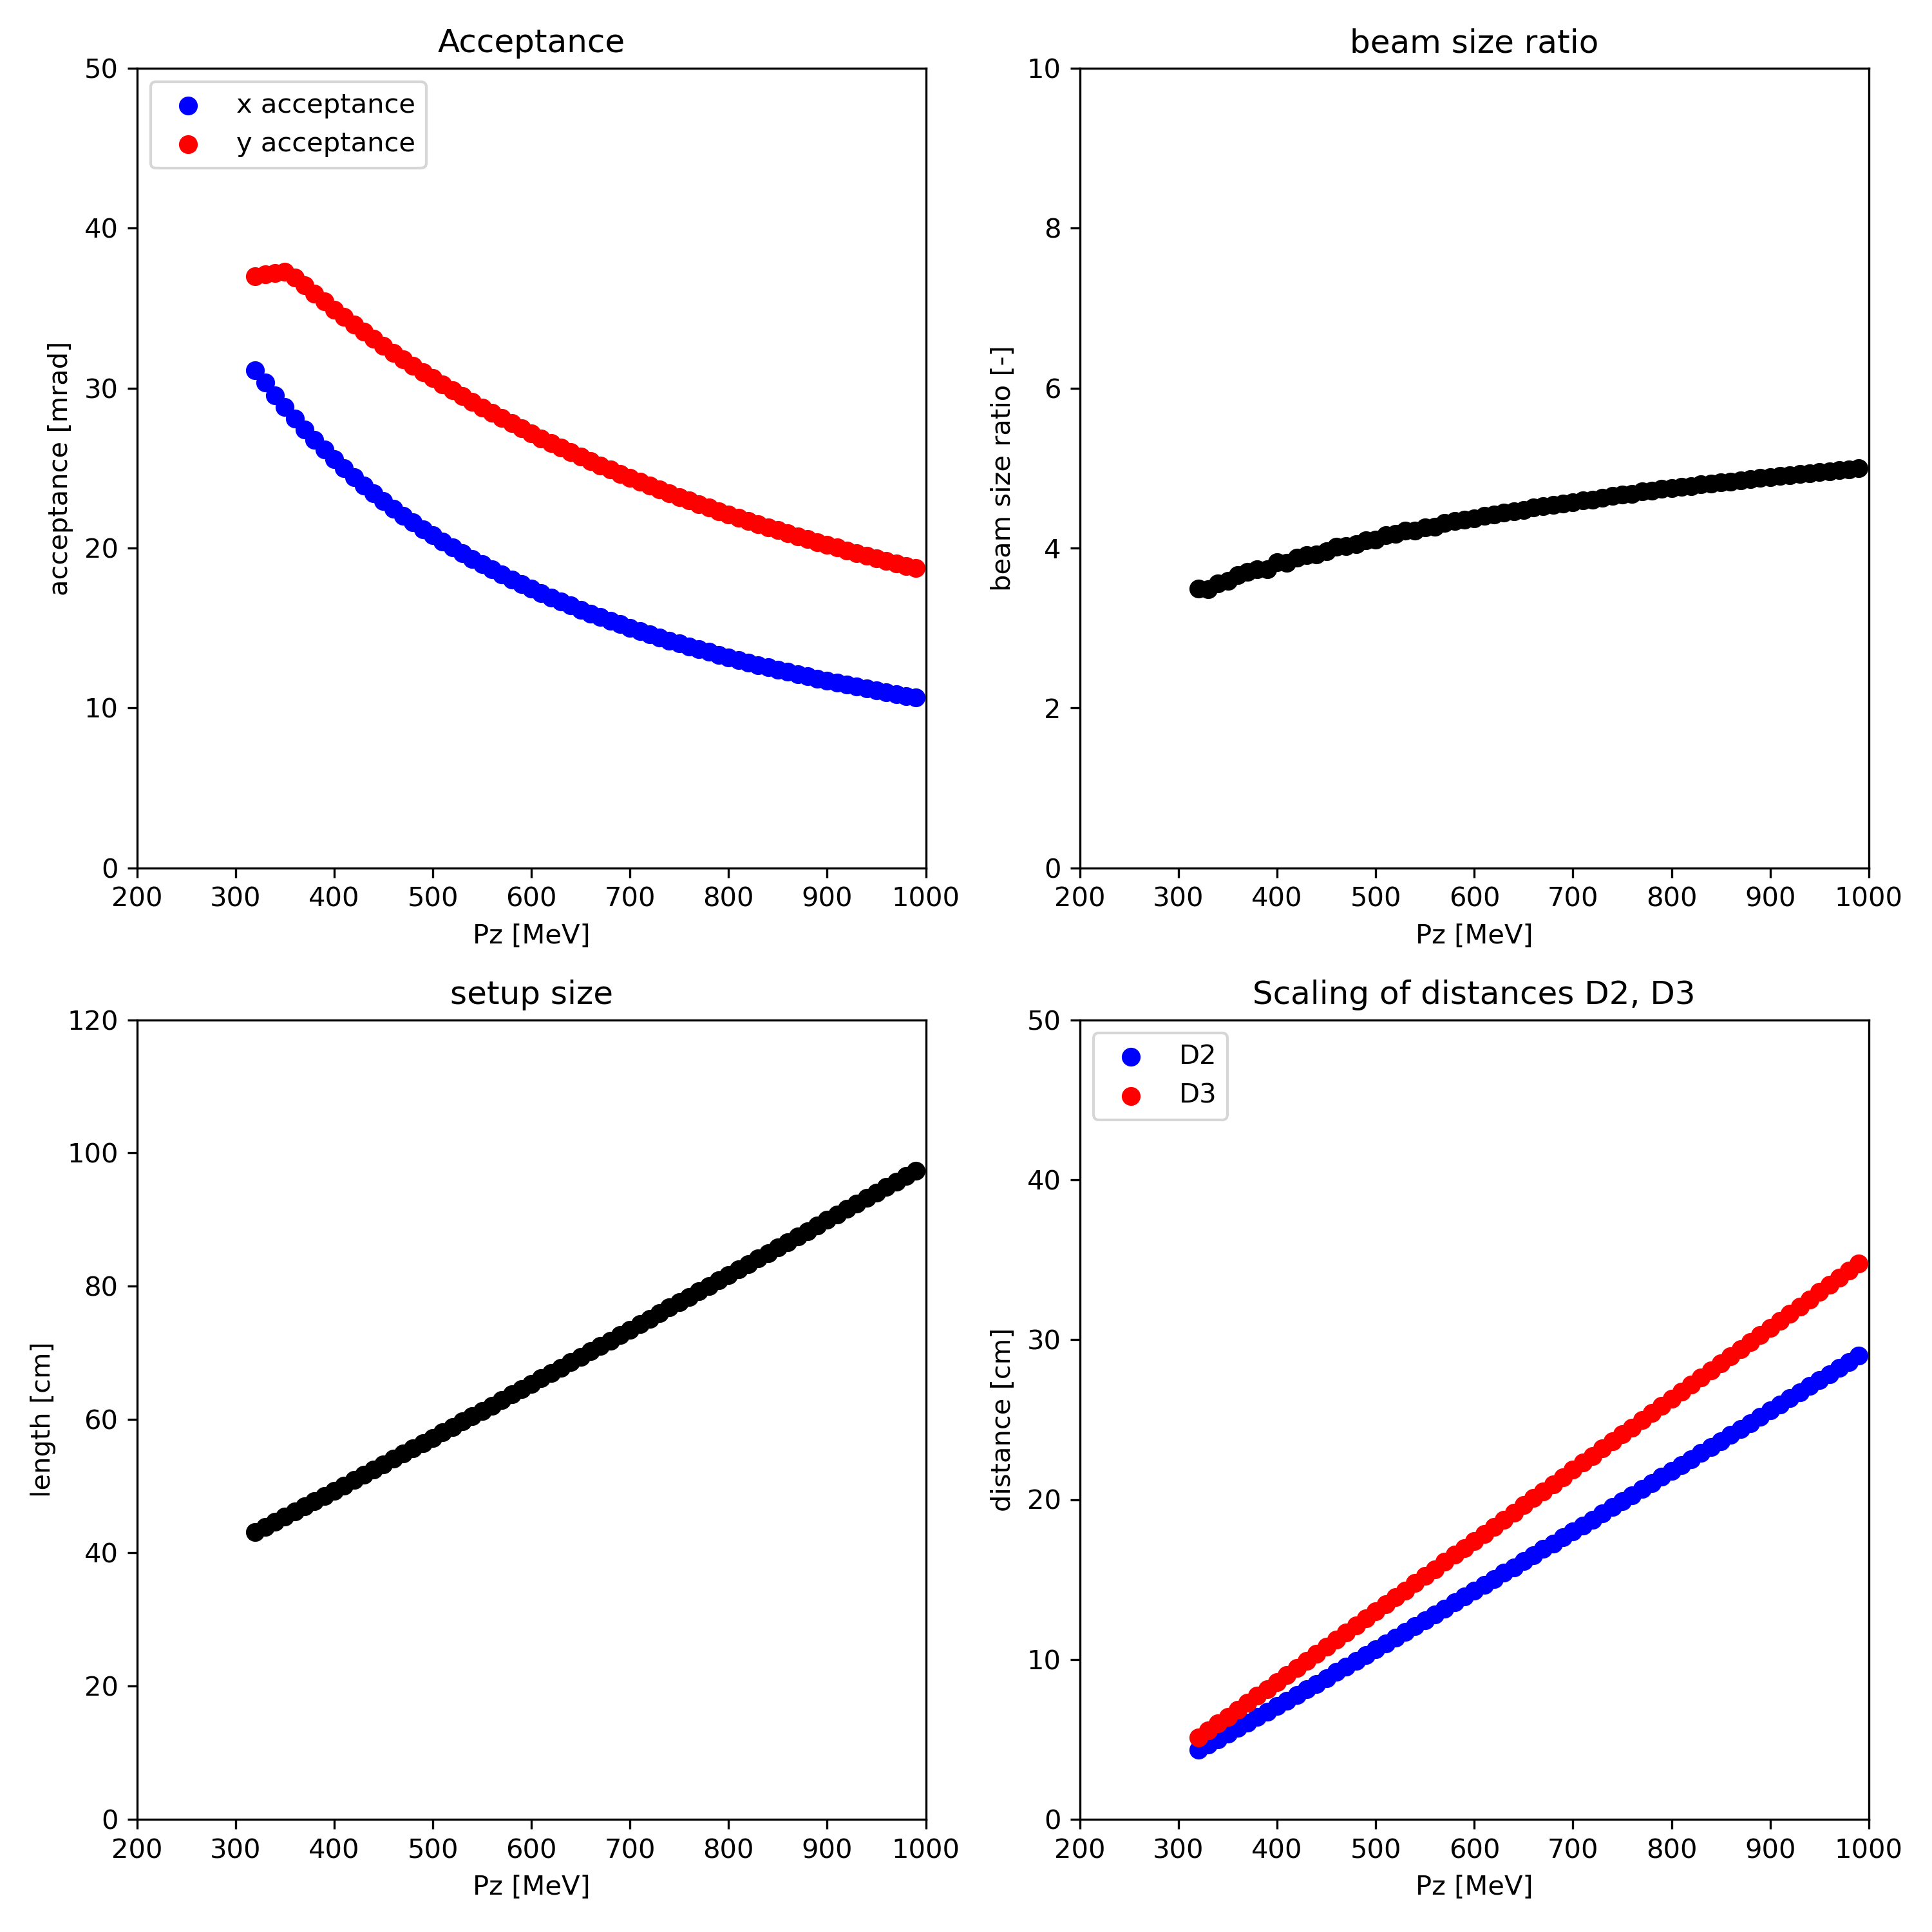 Acceptance
50
40
30
20
10
0
acceptance [mrad]
x acceptance
y acceptance
200 300 400 500 600 700 800 900 1000
Pz [MeV]
beam size ratio
10
8
6
4
2
0
beam size ratio [-]
200 300 400 500 600 700 800 900 1000
Pz [MeV]
setup size
120
100
80
60
40
20
0
length [cm]
200 300 400 500 600 700 800 900 1000
Pz [MeV]
Scaling of distances D2, D3
50
40
30
20
10
0
distance [cm]
D2
D3
200 300 400 500 600 700 800 900 1000
Pz [MeV]